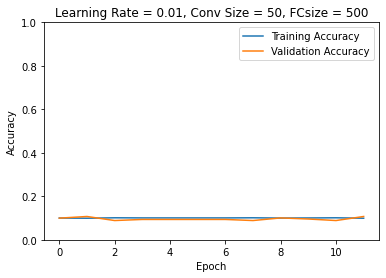 Learning Rate = 0.01, Conv Size = 50, FCsize = 500
Training Accuracy
Validation Accuracy
Accuracy
1.0
0.8
0.6
0.4
0.2
0.0
0 2 4 6 8 10
Epoch